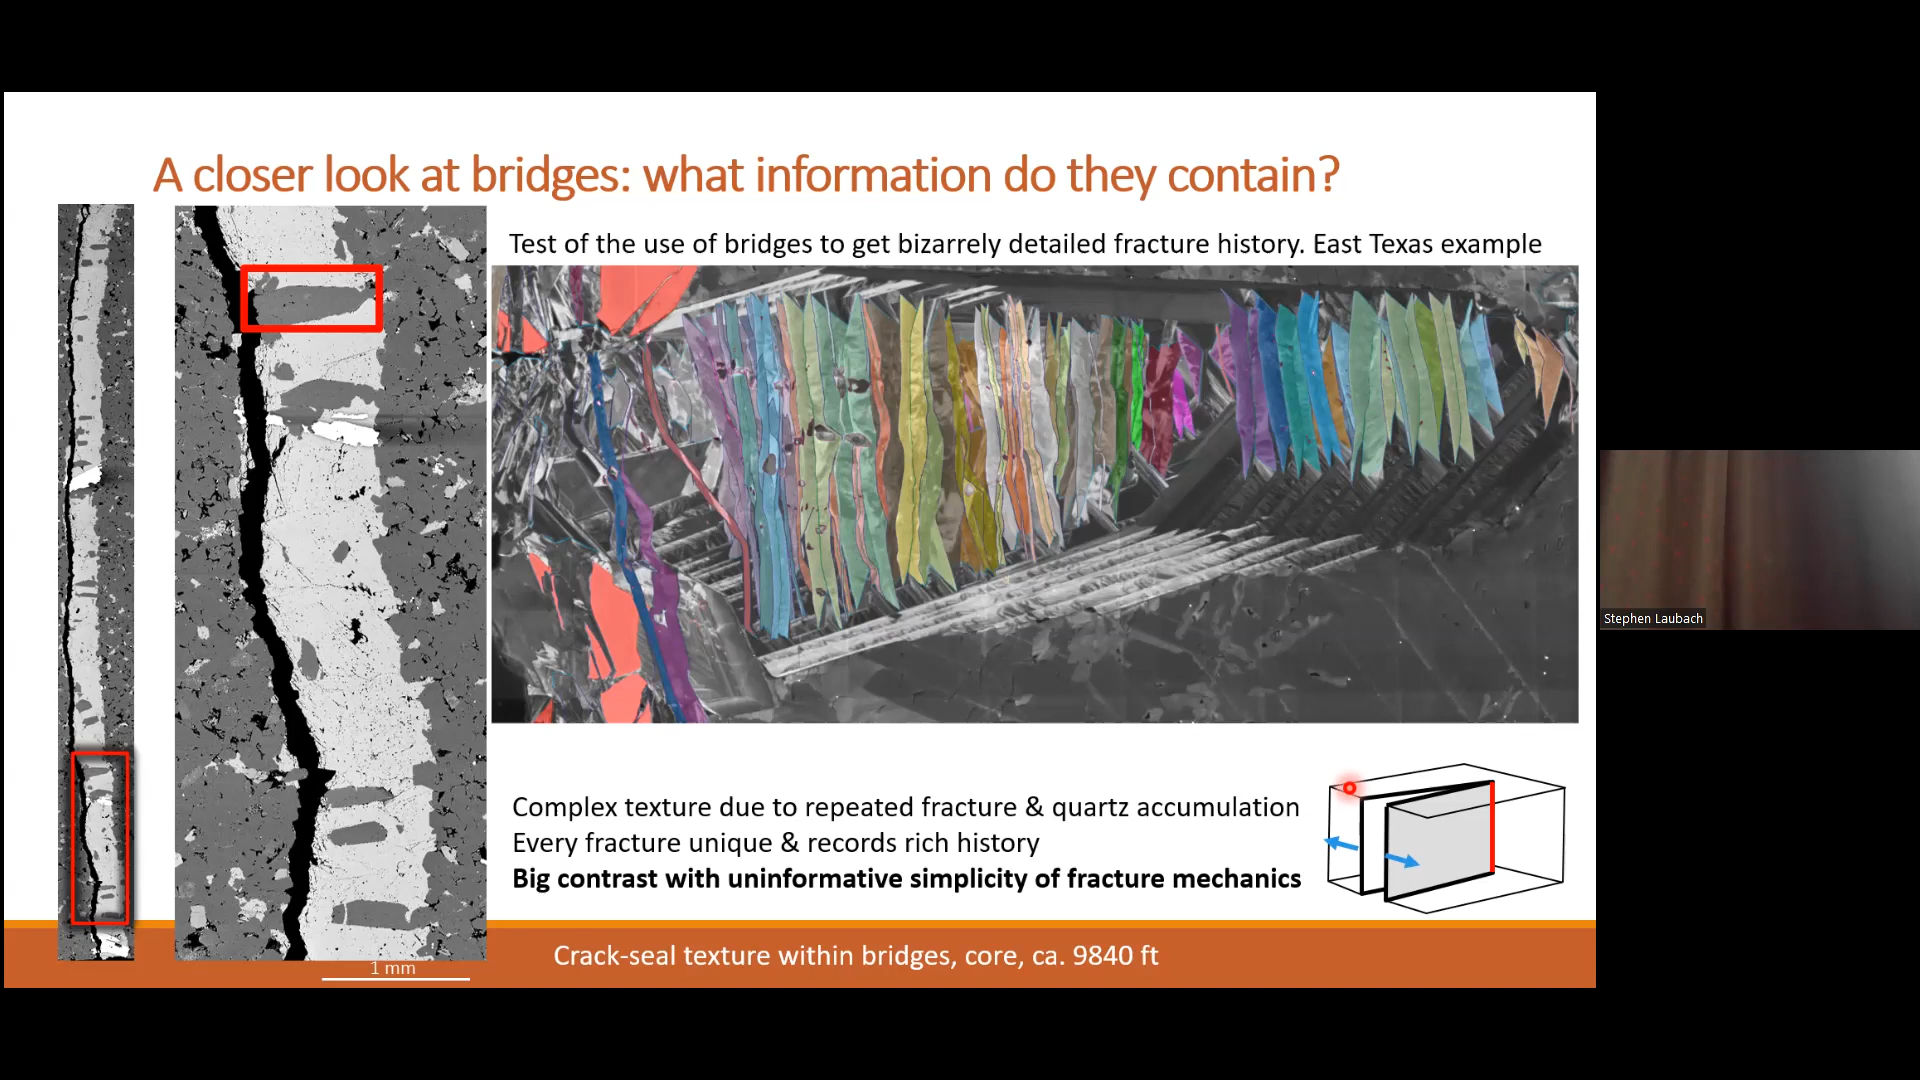 A closer look at bridges: what information do they contain?
Test of the use of bridges to get bizarrely detailed fracture history. East Texas example
Complex texture due to repeated fracture & quartz accumulation
Every fracture unique & records rich history
Big contrast with uninformative simplicity of fracture mechanics
Crack-seal texture within bridges, core, ca. 9840 ft
1 mm
Stephen Laubach